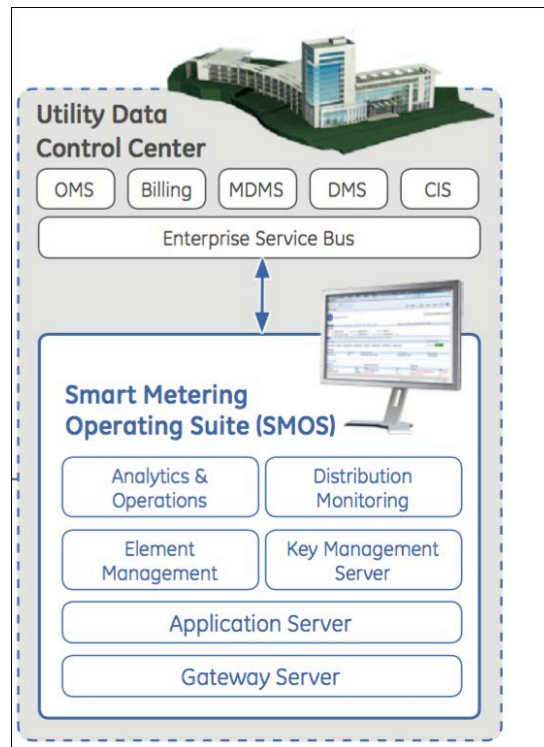 Utility Data
Control Center
OMS
Billing
MDMS
DMS
CIS
Enterprise Service Bus
Smart Metering
Operating Suite (SMOS)
Analytics &
Operations
Distribution
Monitoring
Element
Management
Key Management
Server
Application Server
Gateway Server